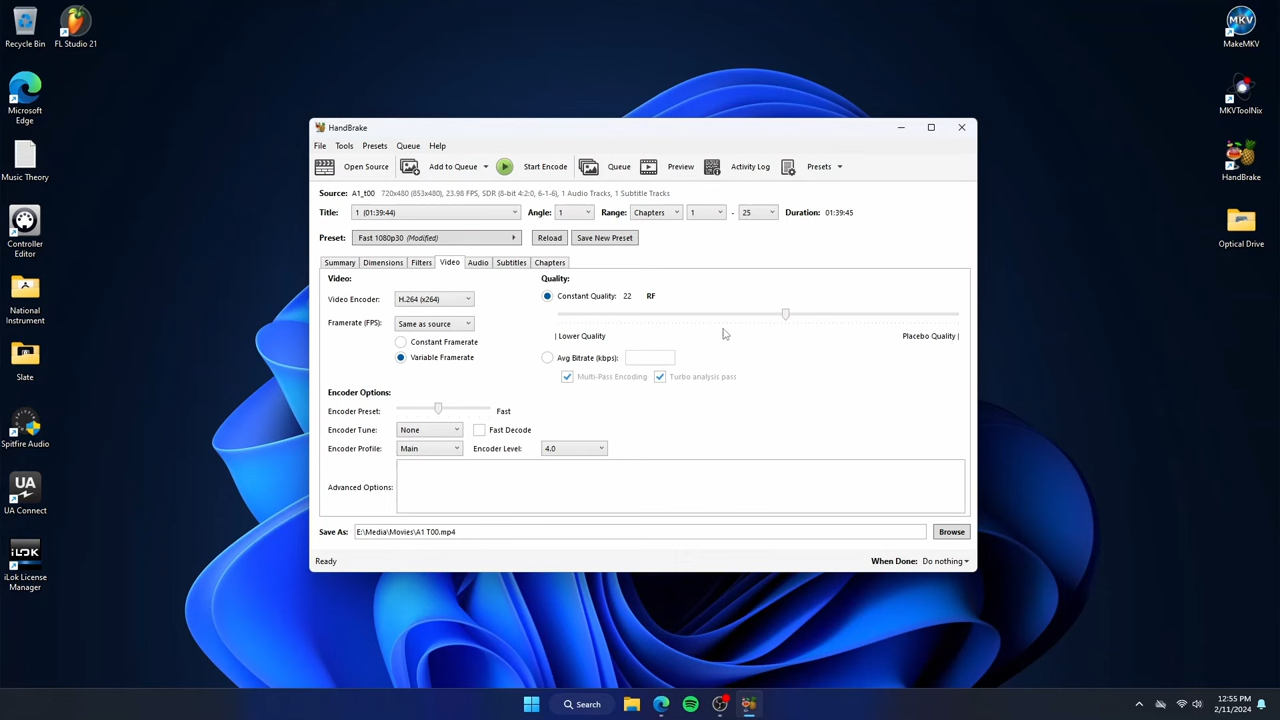 Recycle Bin
FL Studio 21
Microsoft
Edge
Music Theory
Controller
Editor
National
Instrument
Slate
Spitfire Audio
UA
UA Connect
iLOK
iLok License
Manager
MKV
MakeMKV
MKVToolNix
HandBrake
Optical Drive
HandBrake
File Tools Presets Queue Help
Open Source Add to Queue Start Encode Queue Preview Activity Log Presets
Source: A1_t00 720x480 (853x480), 23.98 FPS, SDR (8-bit 4:2:0, 6-1-6), 1 Audio Tracks, 1 Subtitle Tracks
Title: 1 (01:39:44) Angle: 1 Range: Chapters 1 - 25 Duration: 01:39:45
Preset: Fast 1080p30 (Modified) Reload Save New Preset
Summary Dimensions Filters Video Audio Subtitles Chapters
Video: Quality:
Video Encoder: H.264 (x264) Constant Quality: 22 RF
Framerate (FPS): Same as source
| Lower Quality Placebo Quality |
Constant Framerate
Variable Framerate Avg Bitrate (kbps):
Multi-Pass Encoding Turbo analysis pass
Encoder Options:
Encoder Preset: Fast
Encoder Tune: None Fast Decode
Encoder Profile: Main Encoder Level: 4.0
Advanced Options:
Save As: E:\Media\Movies\A1 T00.mp4 Browse
Ready When Done: Do nothing
Search
12:55 PM
2/11/2024